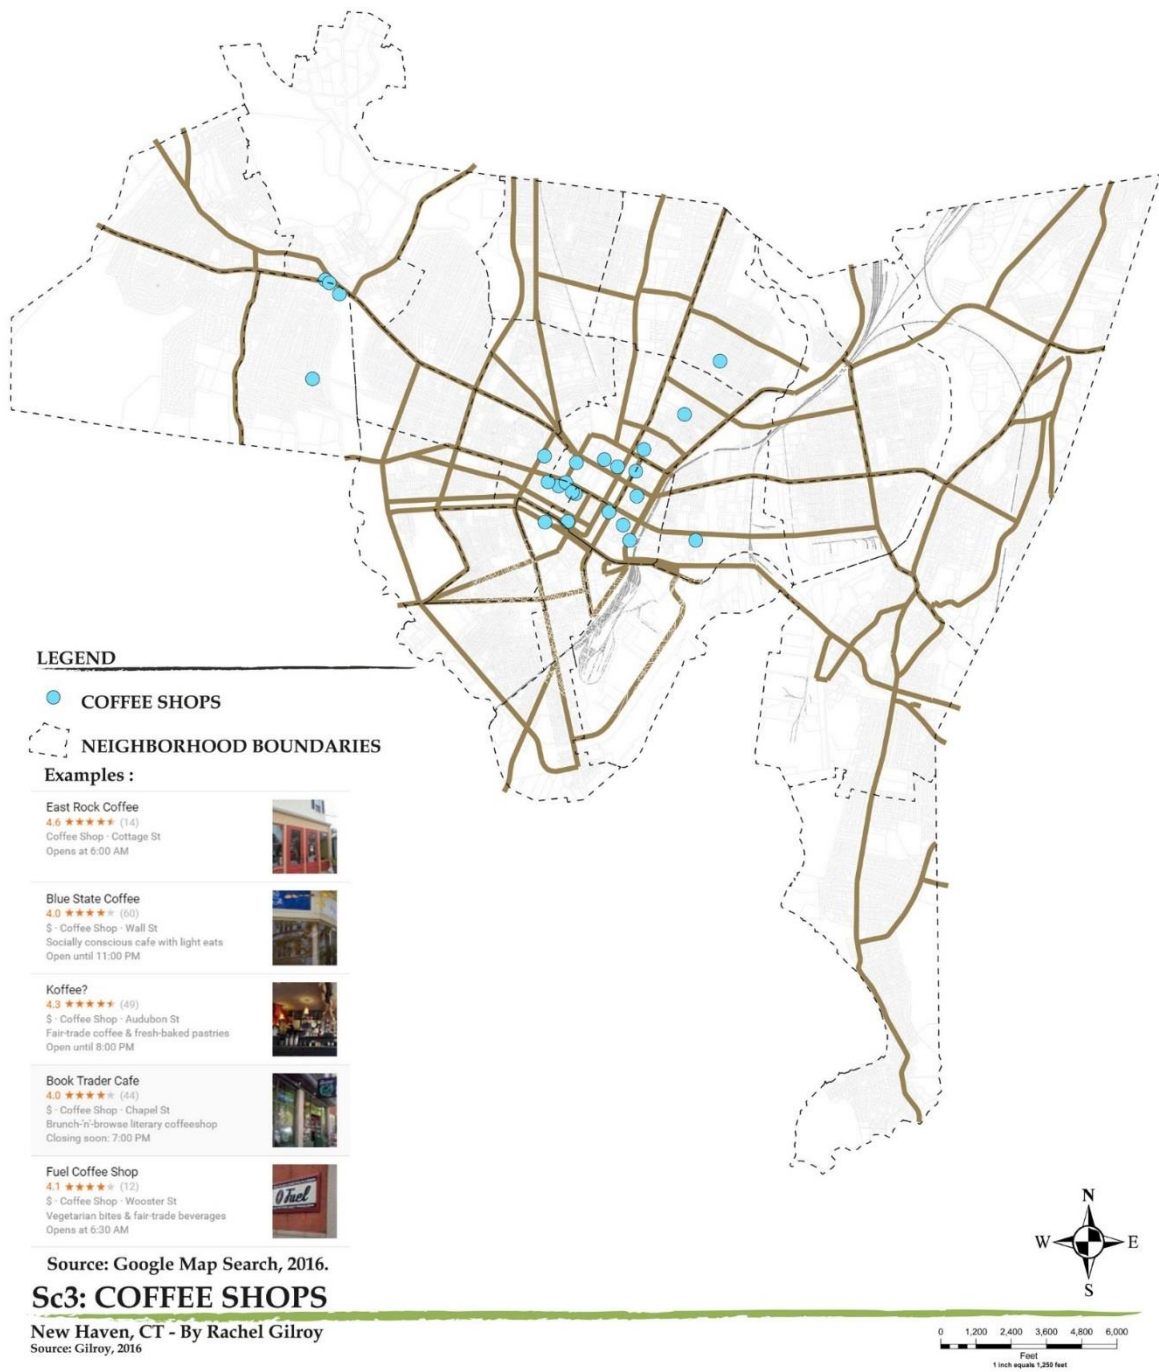 LEGEND
COFFEE SHOPS
NEIGHBORHOOD BOUNDARIES
Examples :
East Rock Coffee
4.6 ★★★★★ (14)
Coffee Shop · Cottage St
Opens at 6:00 AM
Blue State Coffee
4.0 ★★★★★ (60)
$ · Coffee Shop · Wall St
Socially conscious cafe with light eats
Open until 11:00 PM
Koffee?
4.3 ★★★★★ (49)
$ · Coffee Shop · Audubon St
Fair-trade coffee & fresh-baked pastries
Open until 8:00 PM
Book Trader Cafe
4.0 ★★★★★ (44)
$ · Coffee Shop · Chapel St
Brunch-'n'-browse literary coffeeshop
Closing soon: 7:00 PM
Fuel Coffee Shop
4.1 ★★★★★ (12)
$ · Coffee Shop · Wooster St
Vegetarian bites & fair-trade beverages
Opens at 6:30 AM
Fuel
Source: Google Map Search, 2016.
Sc3: COFFEE SHOPS
New Haven, CT - By Rachel Gilroy
Source: Gilroy, 2016
N
W E
S
0 1,200 2,400 3,600 4,800 6,000
Feet
1 inch equals 1,250 feet